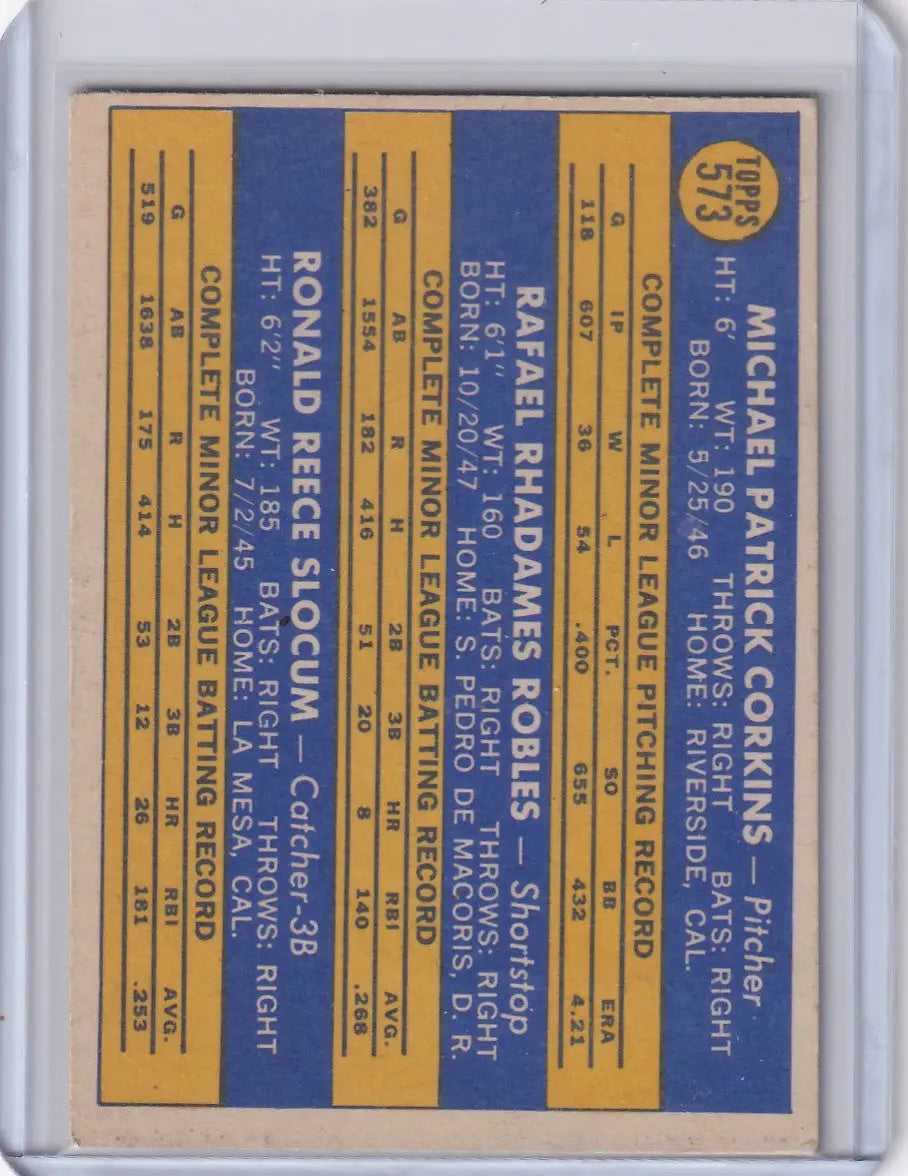 TOPPS
573
MICHAEL PATRICK CORKINS — Pitcher
HT: 6' WT: 190 THROWS: RIGHT BATS: RIGHT
BORN: 5/25/46 HOME: RIVERSIDE, CAL.
COMPLETE MINOR LEAGUE PITCHING RECORD
G IP W L PCT. SO BB ERA
118 607 36 54 .400 655 432 4.21
RAFAEL RHADAMES ROBLES — Shortstop
HT: 6'1" WT: 160 BATS: RIGHT THROWS: RIGHT
BORN: 10/20/47 HOME: S. PEDRO DE MACORIS, D. R.
COMPLETE MINOR LEAGUE BATTING RECORD
G AB R H 2B 3B HR RBI AVG.
382 1554 182 416 51 20 8 140 .268
RONALD REECE SLOCUM — Catcher-3B
HT: 6'2" WT: 185 BATS: RIGHT THROWS: RIGHT
BORN: 7/2/45 HOME: LA MESA, CAL.
COMPLETE MINOR LEAGUE BATTING RECORD
G AB R H 2B 3B HR RBI AVG.
519 1638 175 414 53 12 26 181 .253